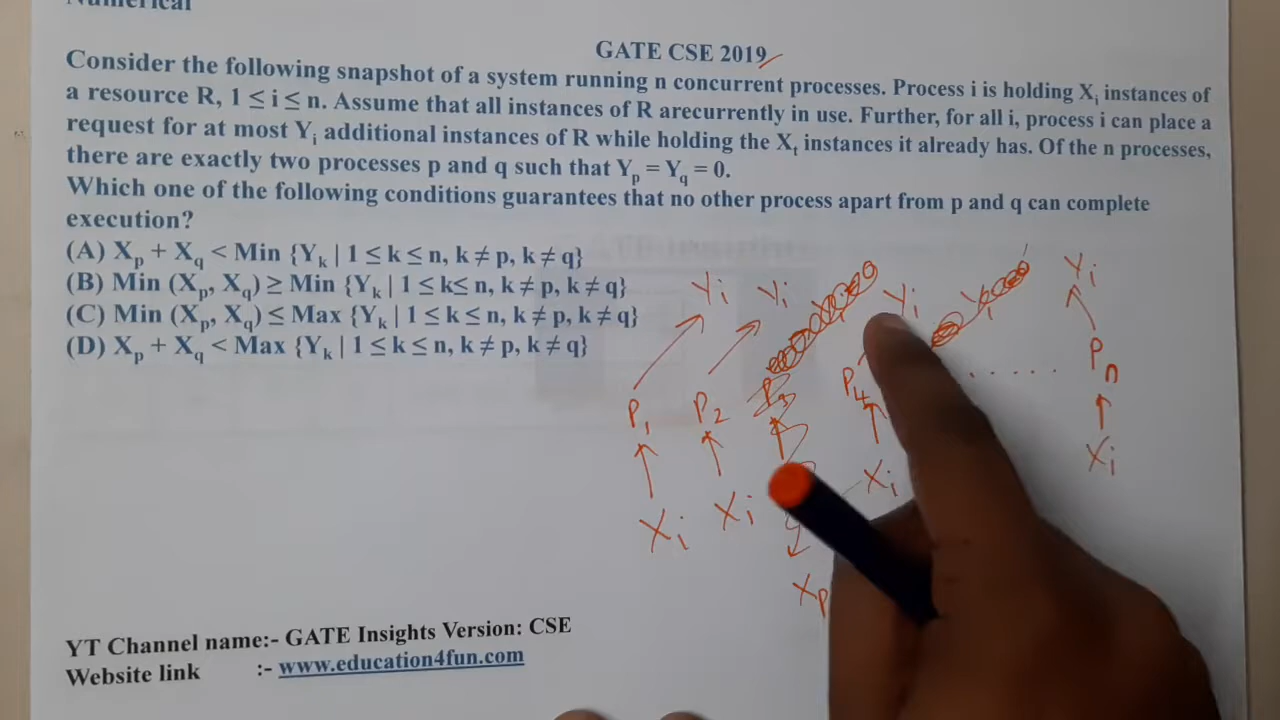 Numerical
GATE CSE 2019
Consider the following snapshot of a system running n concurrent processes. Process i is holding Xi instances of
a resource R, 1 ≤ i ≤ n. Assume that all instances of R arecurrently in use. Further, for all i, process i can place a
request for at most Yi additional instances of R while holding the Xt instances it already has. Of the n processes,
there are exactly two processes p and q such that Yp = Yq = 0.
Which one of the following conditions guarantees that no other process apart from p and q can complete
execution?
(A) Xp + Xq < Min {Yk | 1 ≤ k ≤ n, k ≠ p, k ≠ q}
(B) Min (Xp, Xq) ≥ Min {Yk | 1 ≤ k≤ n, k ≠ p, k ≠ q}
(C) Min (Xp, Xq) ≤ Max {Yk | 1 ≤ k ≤ n, k ≠ p, k ≠ q}
(D) Xp + Xq < Max {Yk | 1 ≤ k ≤ n, k ≠ p, k ≠ q}
Yi Yi Yi Yi
P1 P2 P3 P4 ..... Pn
Xi Xi Xi Xi
Xp
YT Channel name:- GATE Insights Version: CSE
Website link :- www.education4fun.com